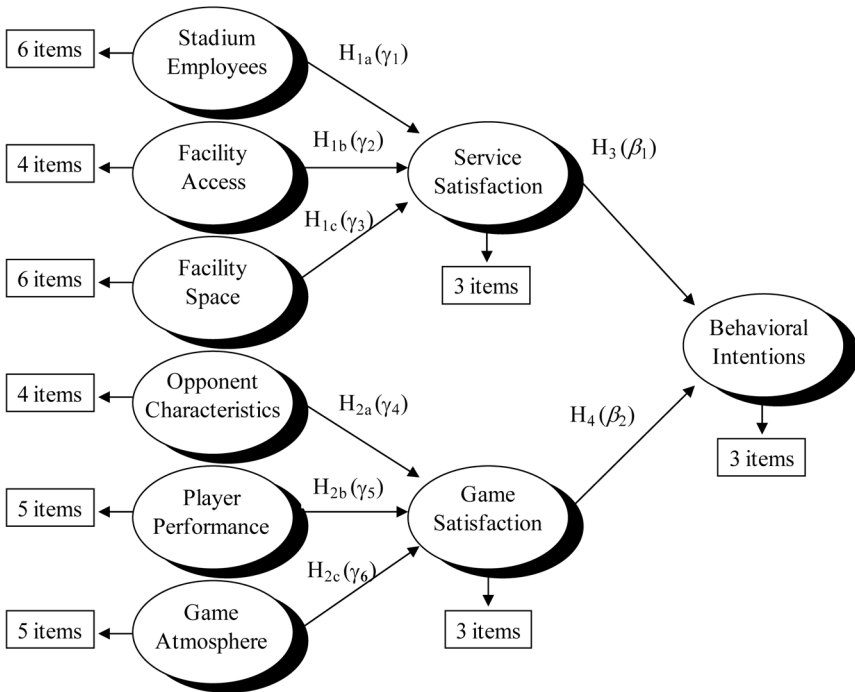 6 items
Stadium
Employees
H1a(γ1)
4 items
Facility
Access
H1b(γ2)
Service
Satisfaction
H3(β1)
6 items
Facility
Space
H1c(γ3)
3 items
Behavioral
Intentions
4 items
Opponent
Characteristics
H2a(γ4)
H4(β2)
3 items
5 items
Player
Performance
H2b(γ5)
Game
Satisfaction
5 items
Game
Atmosphere
H2c(γ6)
3 items